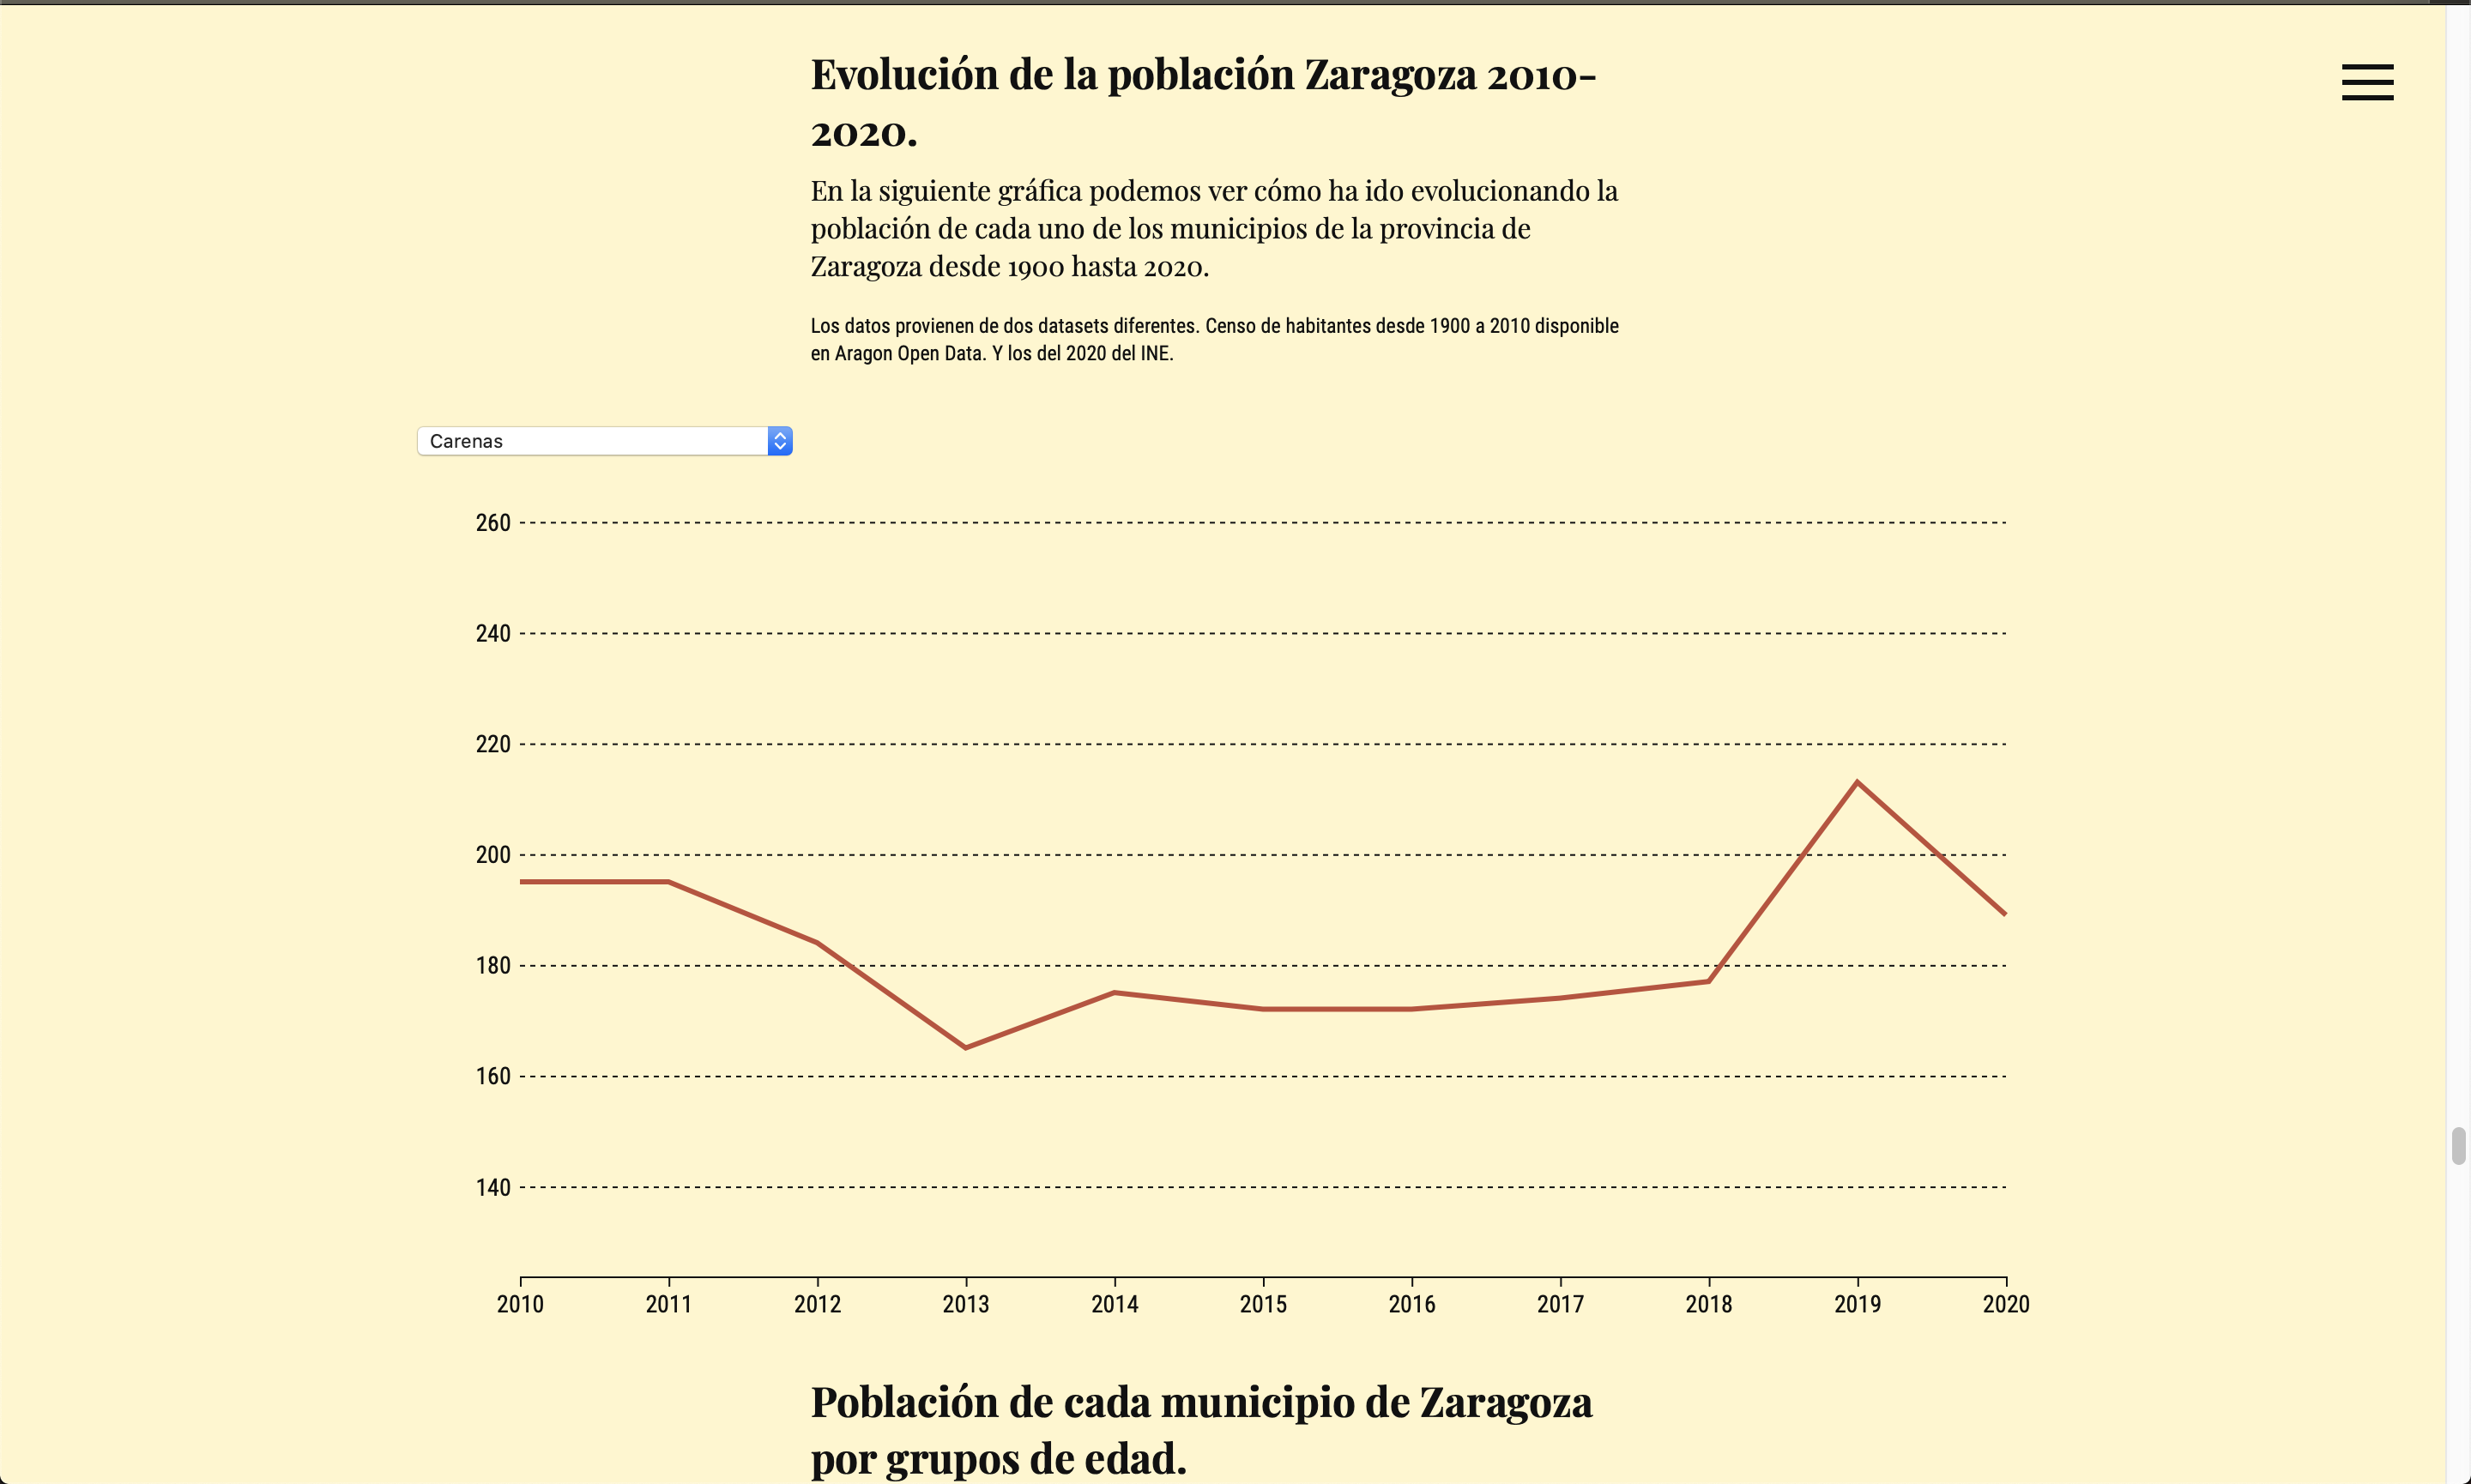 Evolución de la población Zaragoza 2010-
2020.
En la siguiente gráfica podemos ver cómo ha ido evolucionando la
población de cada uno de los municipios de la provincia de
Zaragoza desde 1900 hasta 2020.
Los datos provienen de dos datasets diferentes. Censo de habitantes desde 1900 a 2010 disponible
en Aragon Open Data. Y los del 2020 del INE.
Carenas
260
240
220
200
180
160
140
2010 2011 2012 2013 2014 2015 2016 2017 2018 2019 2020
Población de cada municipio de Zaragoza
por grupos de edad.